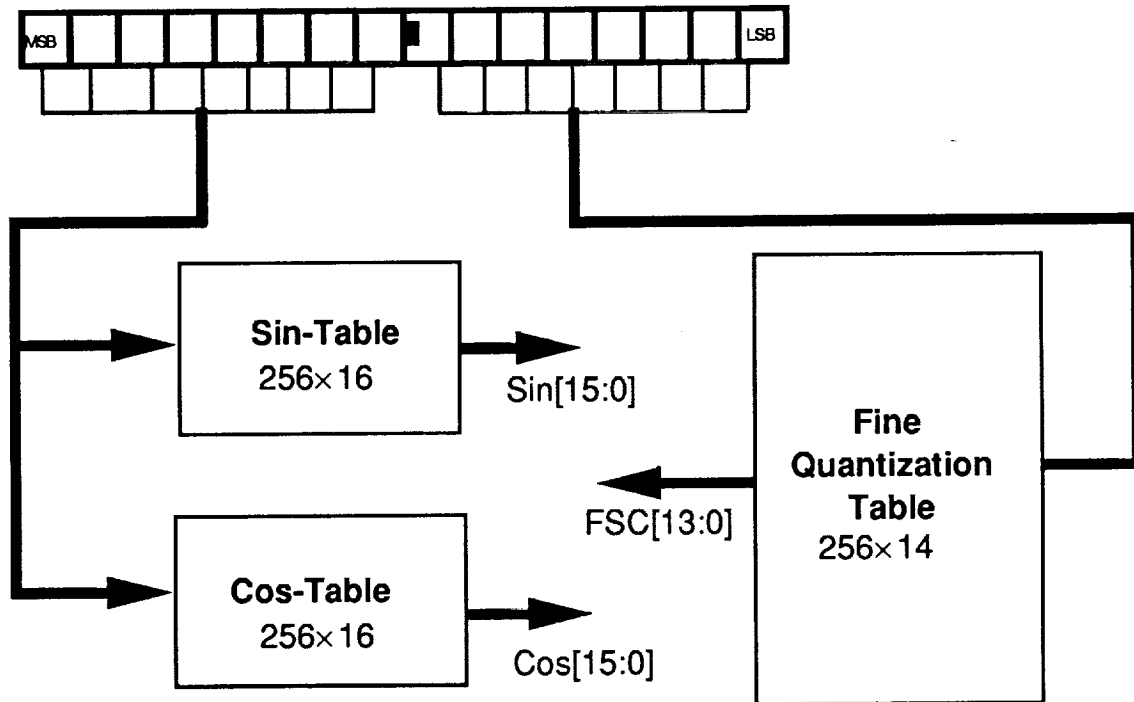 MSB LSB
Sin-Table
256×16
Sin[15:0]
Fine
Quantization
Table
256×14
FSC[13:0]
Cos-Table
256×16
Cos[15:0]